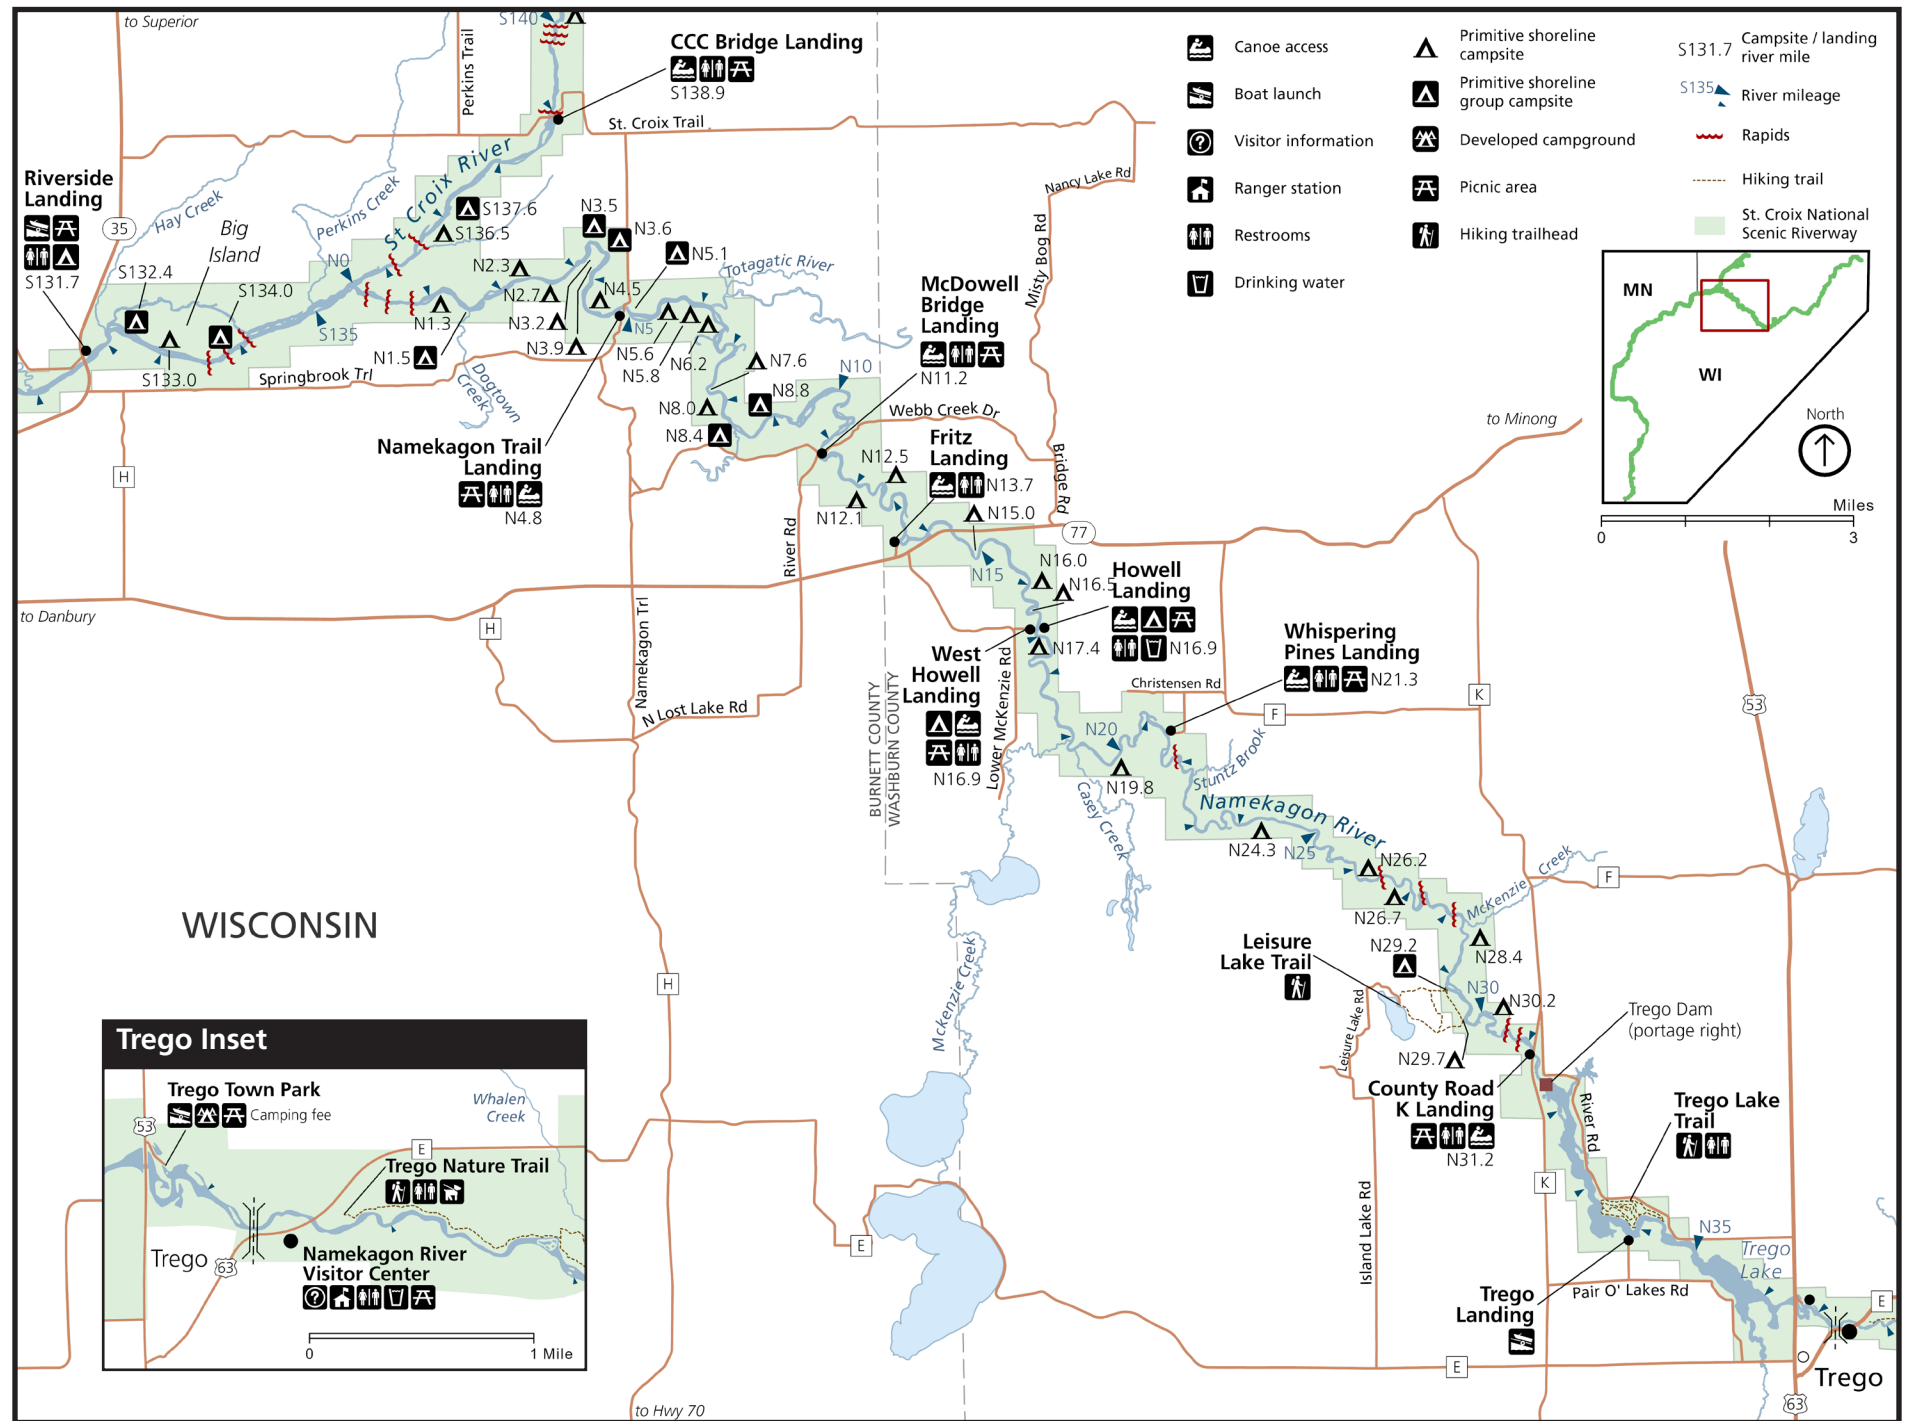 to Superior
Perkins Trail
S140
CCC Bridge Landing
S138.9
St. Croix Trail
Canoe access
Boat launch
Visitor information
Ranger station
Restrooms
Drinking water
Primitive shoreline
campsite
Primitive shoreline
group campsite
Developed campground
Picnic area
Hiking trailhead
S131.7
Campsite / landing
river mile
S135
River mileage
Rapids
Hiking trail
St. Croix National
Scenic Riverway
MN
WI
North
Miles
0
3
Riverside
Landing
S131.7
35
Hay Creek
Big
Island
Perkins Creek
St Croix River
S132.4
S134.0
S133.0
N0
S135
S137.6
S136.5
N1.3
N1.5
N2.3
N2.7
N3.2
N3.9
N3.5
N3.6
N4.5
N5.1
N5
N5.6
N5.8
N6.2
Totagatic River
N7.6
N8.0
N8.4
N8.8
N10
Springbrook Trl
Dogtown
Creek
Namekagon Trail
Landing
N4.8
McDowell
Bridge
Landing
N11.2
Webb Creek Dr
Nancy Lake Rd
Misty Bog Rd
Bridge Rd
to Minong
Fritz
Landing
N13.7
N12.5
N12.1
N15.0
N15
77
H
to Danbury
H
Namekagon Trl
River Rd
N Lost Lake Rd
N16.0
N16.5
Howell
Landing
N16.9
N17.4
West
Howell
Landing
N16.9
Lower McKenzie Rd
BURNETT COUNTY
WASHBURN COUNTY
Christensen Rd
Whispering
Pines Landing
N21.3
F
K
53
N20
N19.8
Stuntz Brook
Casey Creek
Namekagon River
N24.3
N25
N26.2
N26.7
McKenzie Creek
F
N28.4
N29.2
Leisure
Lake Trail
N30
N30.2
N29.7
Leisure Lake Rd
Trego Dam
(portage right)
County Road
K Landing
N31.2
River Rd
Trego Lake
Trail
K
Island Lake Rd
N35
Trego
Lake
Pair O' Lakes Rd
Trego
Landing
E
E
Trego
63
WISCONSIN
H
Mckenzie Creek
E
to Hwy 70
Trego Inset
Trego Town Park
Camping fee
Whalen
Creek
53
E
Trego Nature Trail
Trego
63
Namekagon River
Visitor Center
0
1 Mile